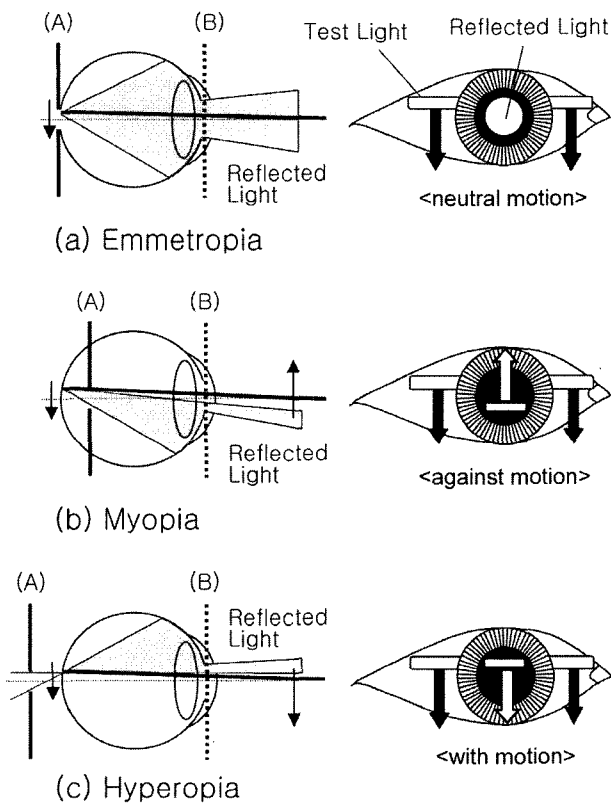 (A) (B)
Test Light
Reflected Light
Reflected
Light
<neutral motion>
(a) Emmetropia
(A) (B)
Reflected
Light
<against motion>
(b) Myopia
(A) (B)
Reflected
Light
<with motion>
(c) Hyperopia